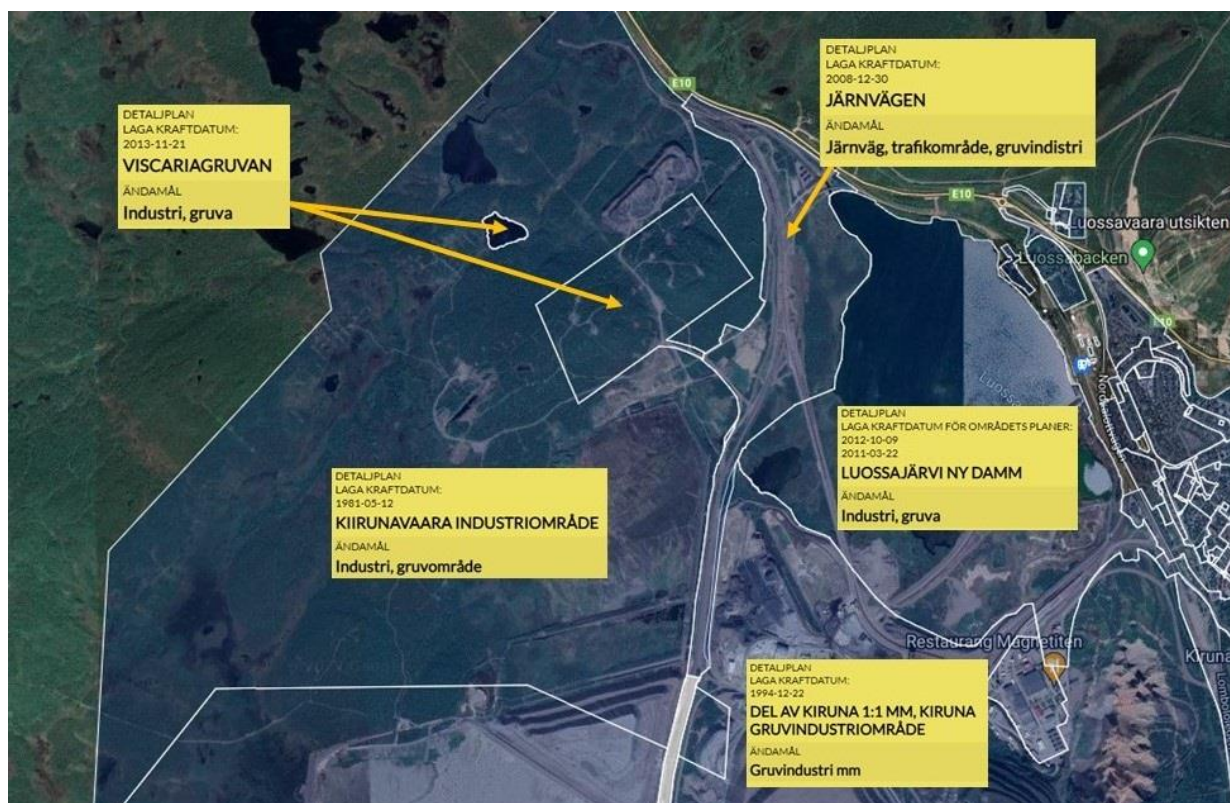 E10
DETALJPLAN
LAGA KRAFTDATUM:
2008-12-30
JÄRNVÄGEN
ÄNDAMÅL
Järnväg, trafikområde, gruvindistri
DETALJPLAN
LAGA KRAFTDATUM:
2013-11-21
VISCARIAGRUVAN
ÄNDAMÅL
Industri, gruva
E10
Luossavaara utsikten
Luossabacken
E10
DETALJPLAN
LAGA KRAFTDATUM FÖR OMRÅDETS PLANER:
2012-10-09
2011-03-22
LUOSSAJÄRVI NY DAMM
ÄNDAMÅL
Industri, gruva
DETALJPLAN
LAGA KRAFTDATUM:
1981-05-12
KIIRUNAVAARA INDUSTRIOMRÅDE
ÄNDAMÅL
Industri, gruvområde
Restaurang Magnetiten
Kiruna
DETALJPLAN
LAGA KRAFTDATUM:
1994-12-22
DEL AV KIRUNA 1:1 MM, KIRUNA
GRUVINDUSTRIOMRÅDE
ÄNDAMÅL
Gruvindustri mm